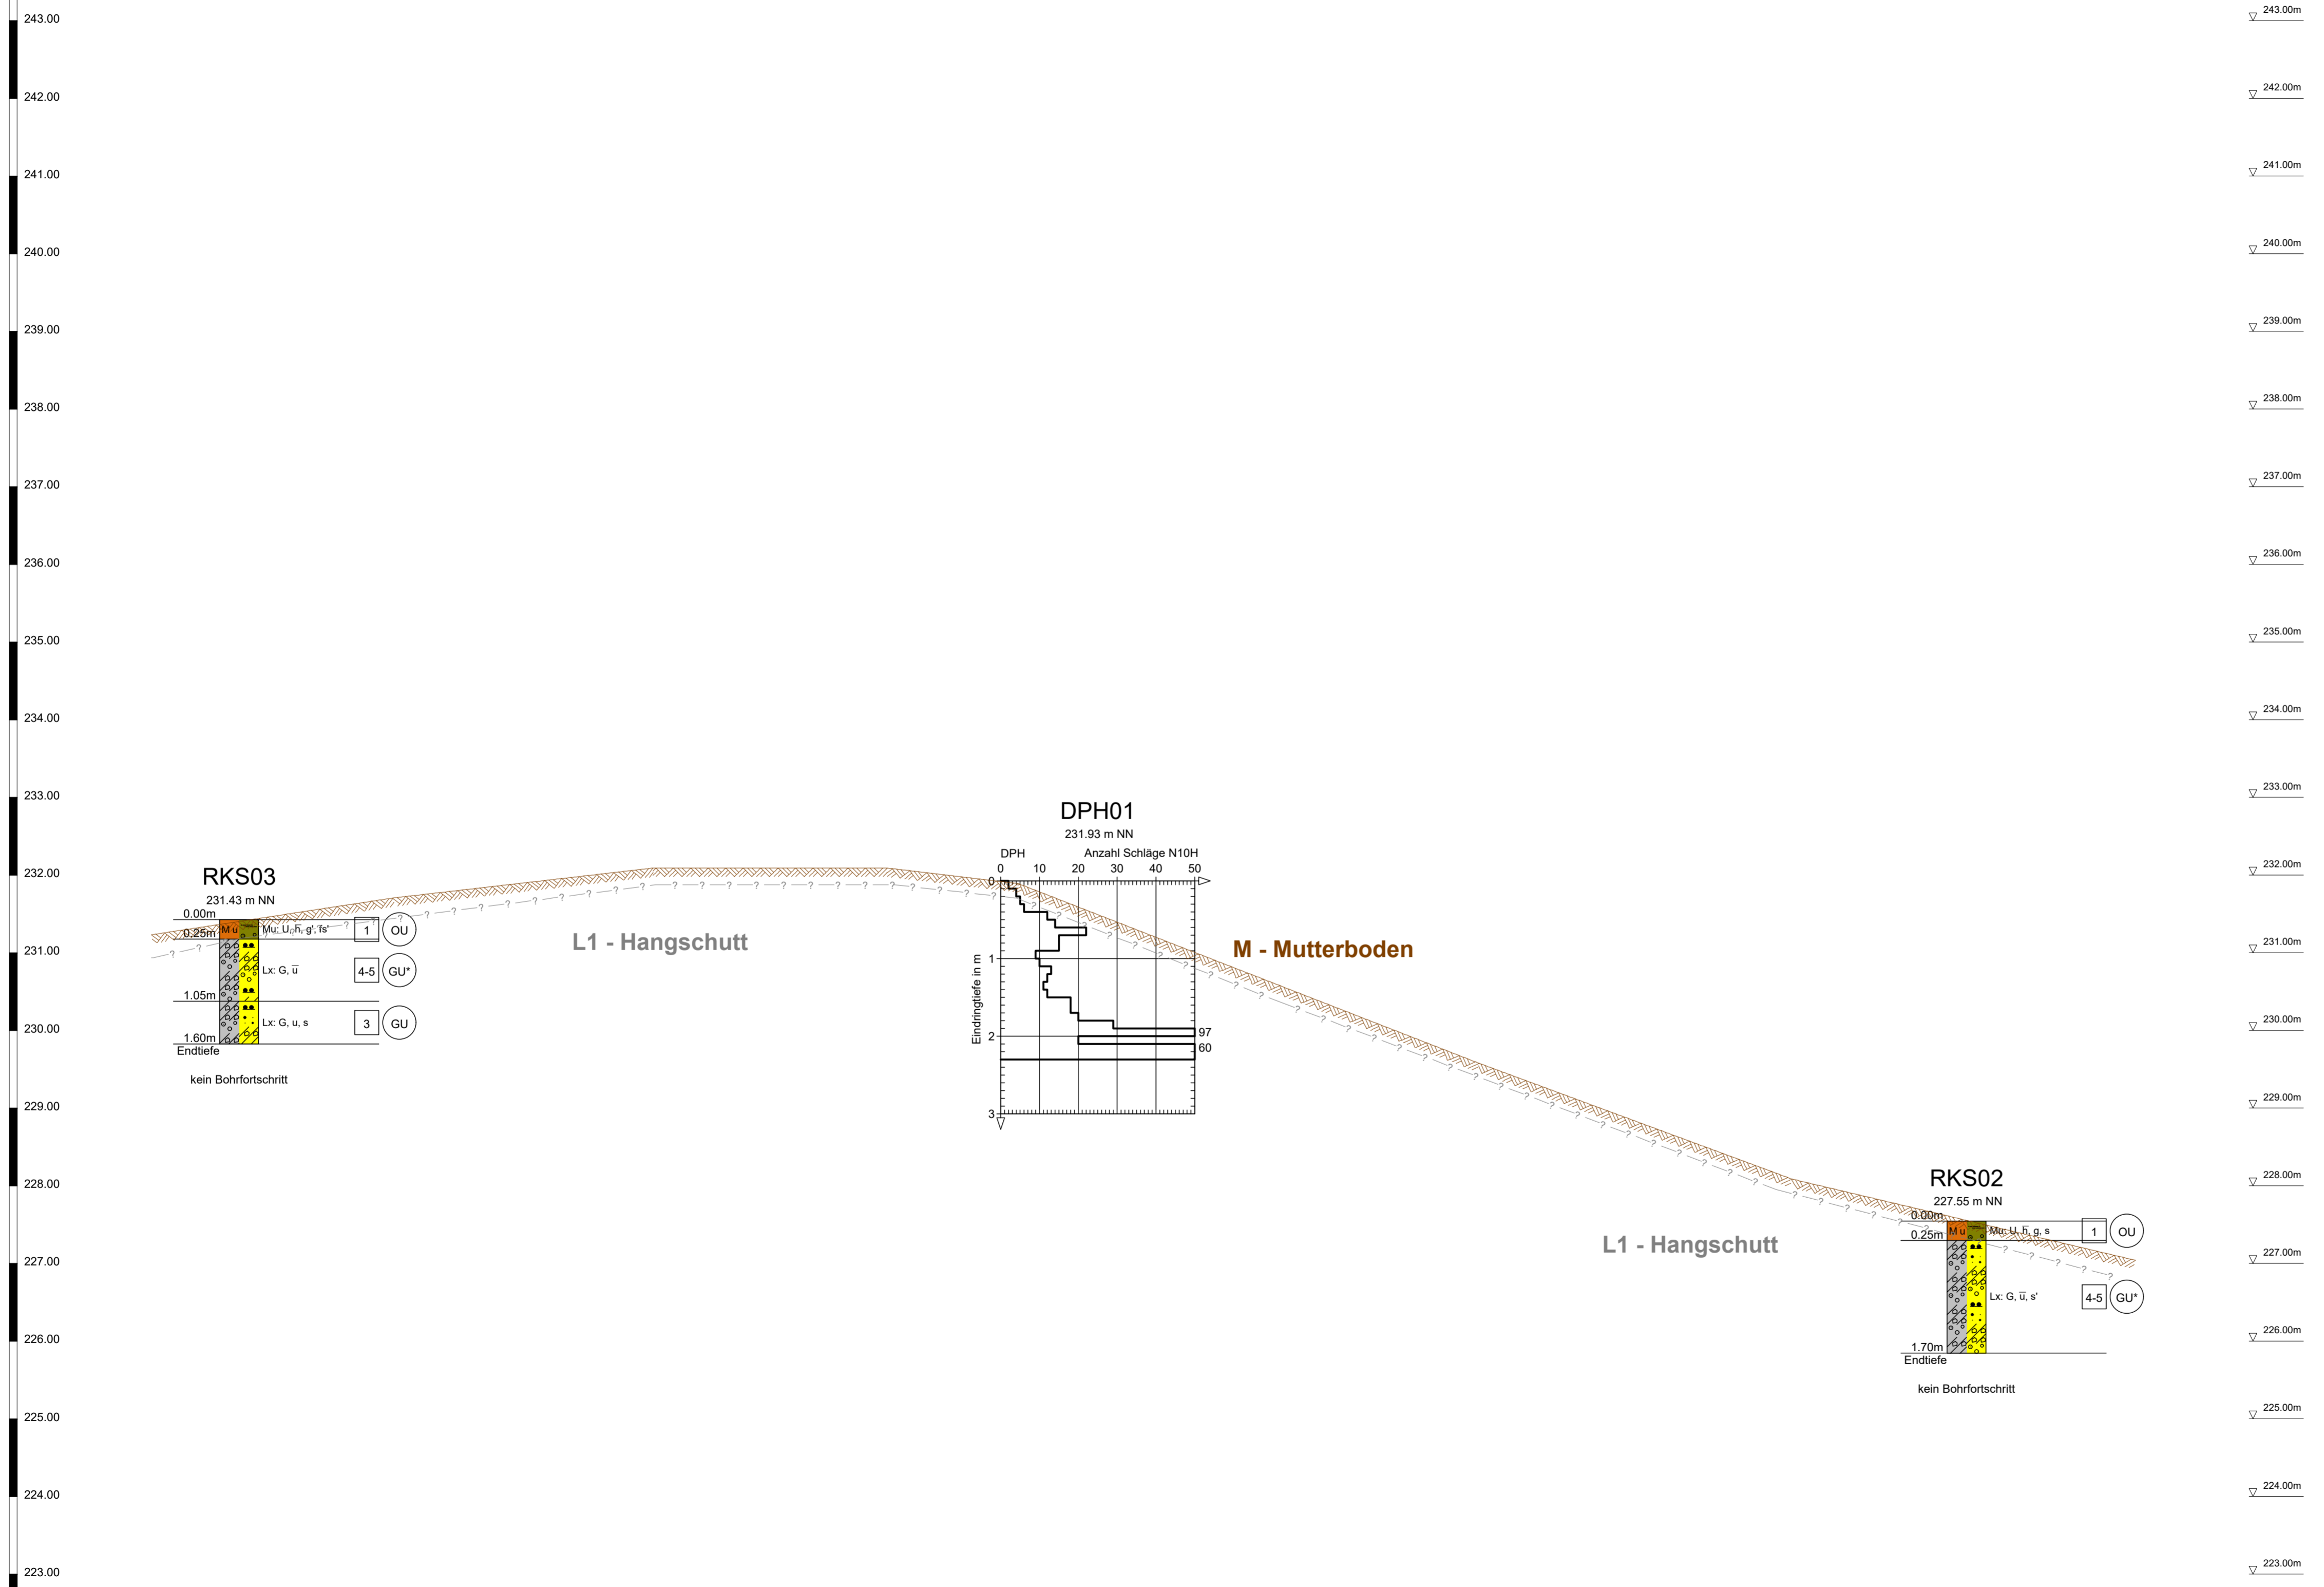 243.00
242.00
241.00
240.00
239.00
238.00
237.00
236.00
235.00
234.00
233.00
232.00
231.00
230.00
229.00
228.00
227.00
226.00
225.00
224.00
223.00
RKS03
231.43 m NN
0.00m
0.25m
1.05m
1.60m
Endtiefe
kein Bohrfortschritt
M u
Mu: U, h̅, g', fs'
1 OU
Lx: G, u̅
4-5 GU*
Lx: G, u, s
3 GU
L1 - Hangschutt
DPH01
231.93 m NN
DPH Anzahl Schläge N10H
0 10 20 30 40 50
Eindringtiefe in m
0
1
2
3
97
60
M - Mutterboden
L1 - Hangschutt
RKS02
227.55 m NN
0.00m
0.25m
1.70m
Endtiefe
kein Bohrfortschritt
M u
Mu: U, h̅, g, s
1 OU
Lx: G, u̅, s'
4-5 GU*
243.00m
242.00m
241.00m
240.00m
239.00m
238.00m
237.00m
236.00m
235.00m
234.00m
233.00m
232.00m
231.00m
230.00m
229.00m
228.00m
227.00m
226.00m
225.00m
224.00m
223.00m